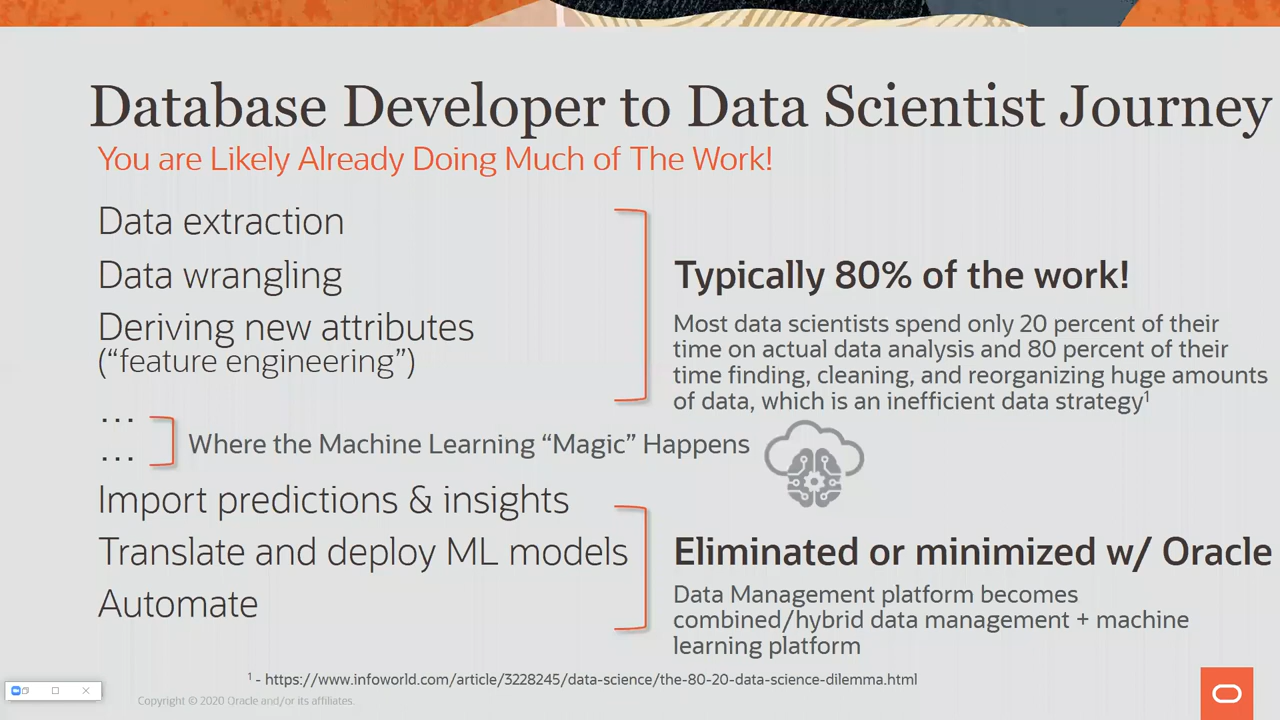 Database Developer to Data Scientist Journey
You are Likely Already Doing Much of The Work!
Data extraction
Data wrangling
Deriving new attributes
(“feature engineering”)
Typically 80% of the work!
Most data scientists spend only 20 percent of their
time on actual data analysis and 80 percent of their
time finding, cleaning, and reorganizing huge amounts
of data, which is an inefficient data strategy¹
...
...
Where the Machine Learning “Magic” Happens
Import predictions & insights
Translate and deploy ML models
Automate
Eliminated or minimized w/ Oracle
Data Management platform becomes
combined/hybrid data management + machine
learning platform
¹ - https://www.infoworld.com/article/3228245/data-science/the-80-20-data-science-dilemma.html
Copyright © 2020 Oracle and/or its affiliates.